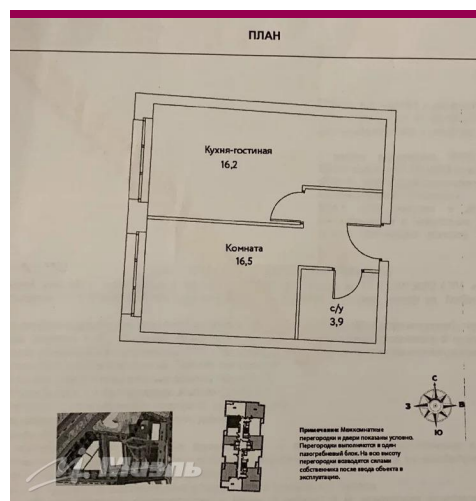 ПЛАН
Кухня-гостиная
16,2
Комната
16,5
с/у
3,9
С
З
В
Ю
Примечание: Межкомнатные
перегородки и двери показаны условно.
Перегородки выполняются в один
пазогребневый блок. На всю высоту
перегородки возводятся силами
собственника после ввода объекта в
эксплуатацию.
Миэль